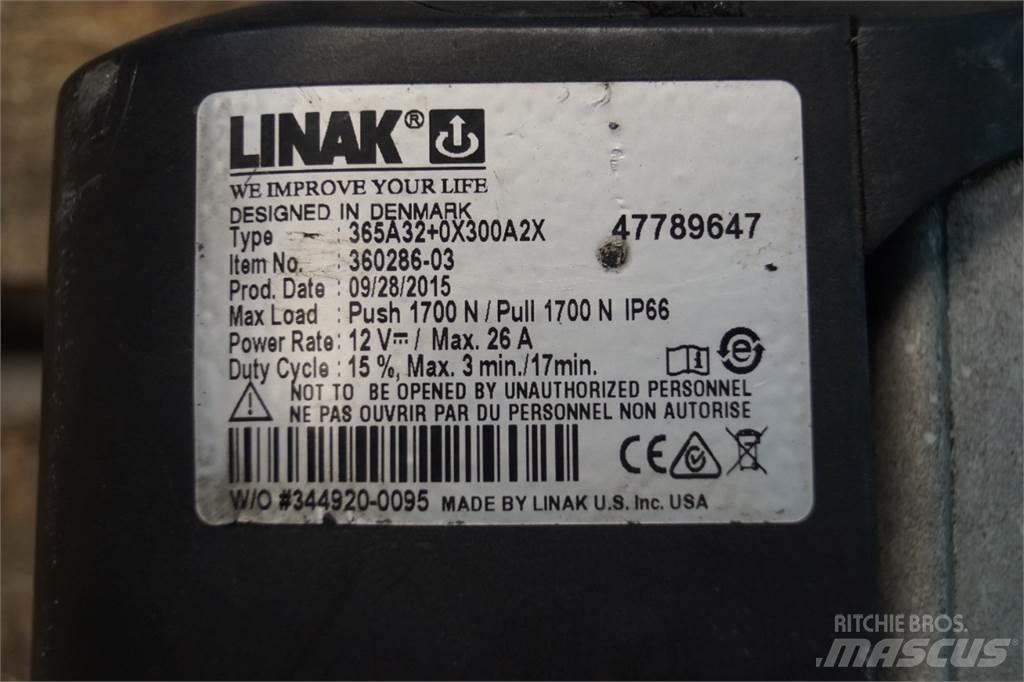 LINAK®
WE IMPROVE YOUR LIFE
DESIGNED IN DENMARK
Type : 365A32+0X300A2X 47789647
Item No. : 360286-03
Prod. Date : 09/28/2015
Max Load : Push 1700 N / Pull 1700 N IP66
Power Rate : 12 V⎓ / Max. 26 A
Duty Cycle : 15 %, Max. 3 min./17min.
NOT TO BE OPENED BY UNAUTHORIZED PERSONNEL
NE PAS OUVRIR PAR DU PERSONNEL NON AUTORISE
CE
W/O #344920-0095 MADE BY LINAK U.S. Inc. USA
RITCHIE BROS.
MASCUS